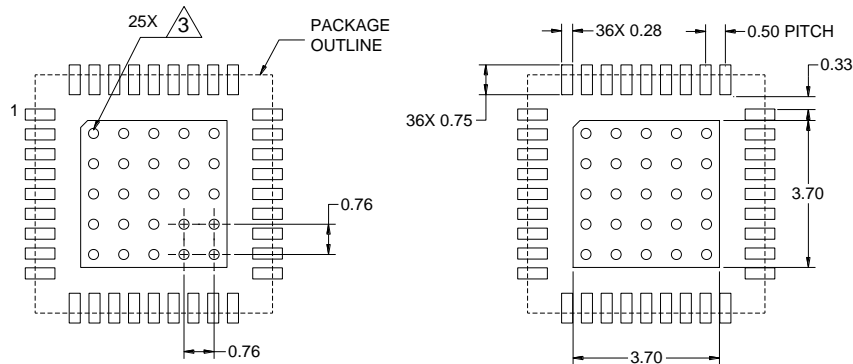 25X 3
PACKAGE
OUTLINE
1
0.76
0.76
36X 0.28
0.50 PITCH
0.33
36X 0.75
3.70
3.70